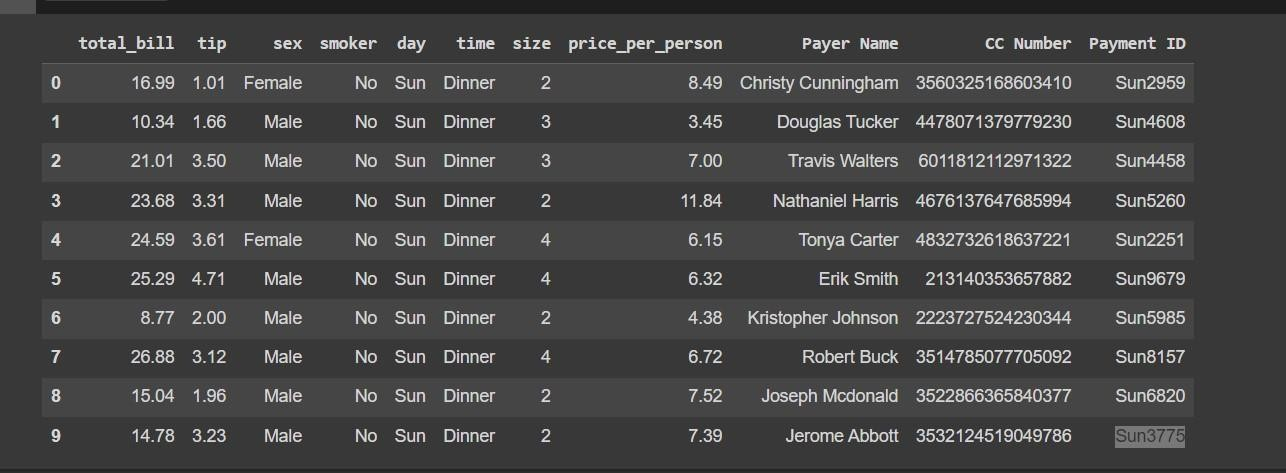 total_bill tip sex smoker day time size price_per_person Payer Name CC Number Payment ID
0 16.99 1.01 Female No Sun Dinner 2 8.49 Christy Cunningham 3560325168603410 Sun2959
1 10.34 1.66 Male No Sun Dinner 3 3.45 Douglas Tucker 4478071379779230 Sun4608
2 21.01 3.50 Male No Sun Dinner 3 7.00 Travis Walters 6011812112971322 Sun4458
3 23.68 3.31 Male No Sun Dinner 2 11.84 Nathaniel Harris 4676137647685994 Sun5260
4 24.59 3.61 Female No Sun Dinner 4 6.15 Tonya Carter 4832732618637221 Sun2251
5 25.29 4.71 Male No Sun Dinner 4 6.32 Erik Smith 213140353657882 Sun9679
6 8.77 2.00 Male No Sun Dinner 2 4.38 Kristopher Johnson 2223727524230344 Sun5985
7 26.88 3.12 Male No Sun Dinner 4 6.72 Robert Buck 3514785077705092 Sun8157
8 15.04 1.96 Male No Sun Dinner 2 7.52 Joseph Mcdonald 3522866365840377 Sun6820
9 14.78 3.23 Male No Sun Dinner 2 7.39 Jerome Abbott 3532124519049786 Sun3775